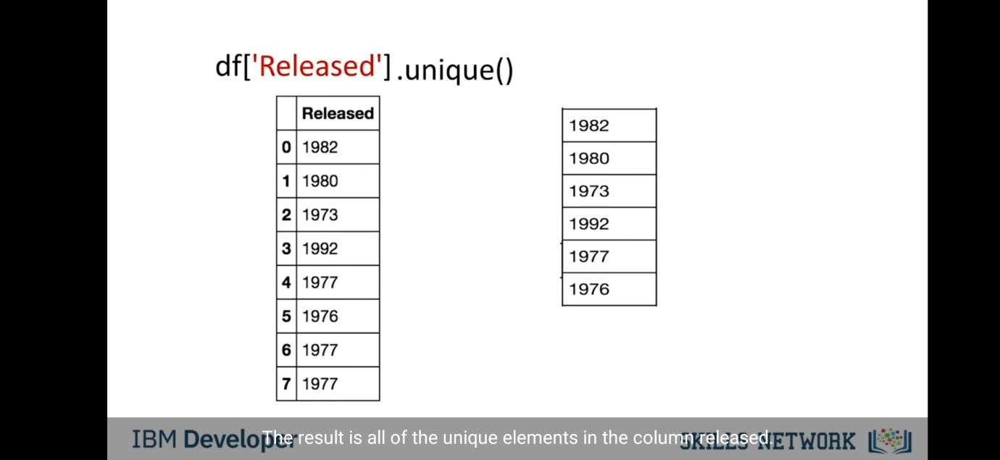 df['Released'].unique()
Released
0 1982
1 1980
2 1973
3 1992
4 1977
5 1976
6 1977
7 1977
1982
1980
1973
1992
1977
1976
IBM Developer
The result is all of the unique elements in the column released.
SKILLS NETWORK